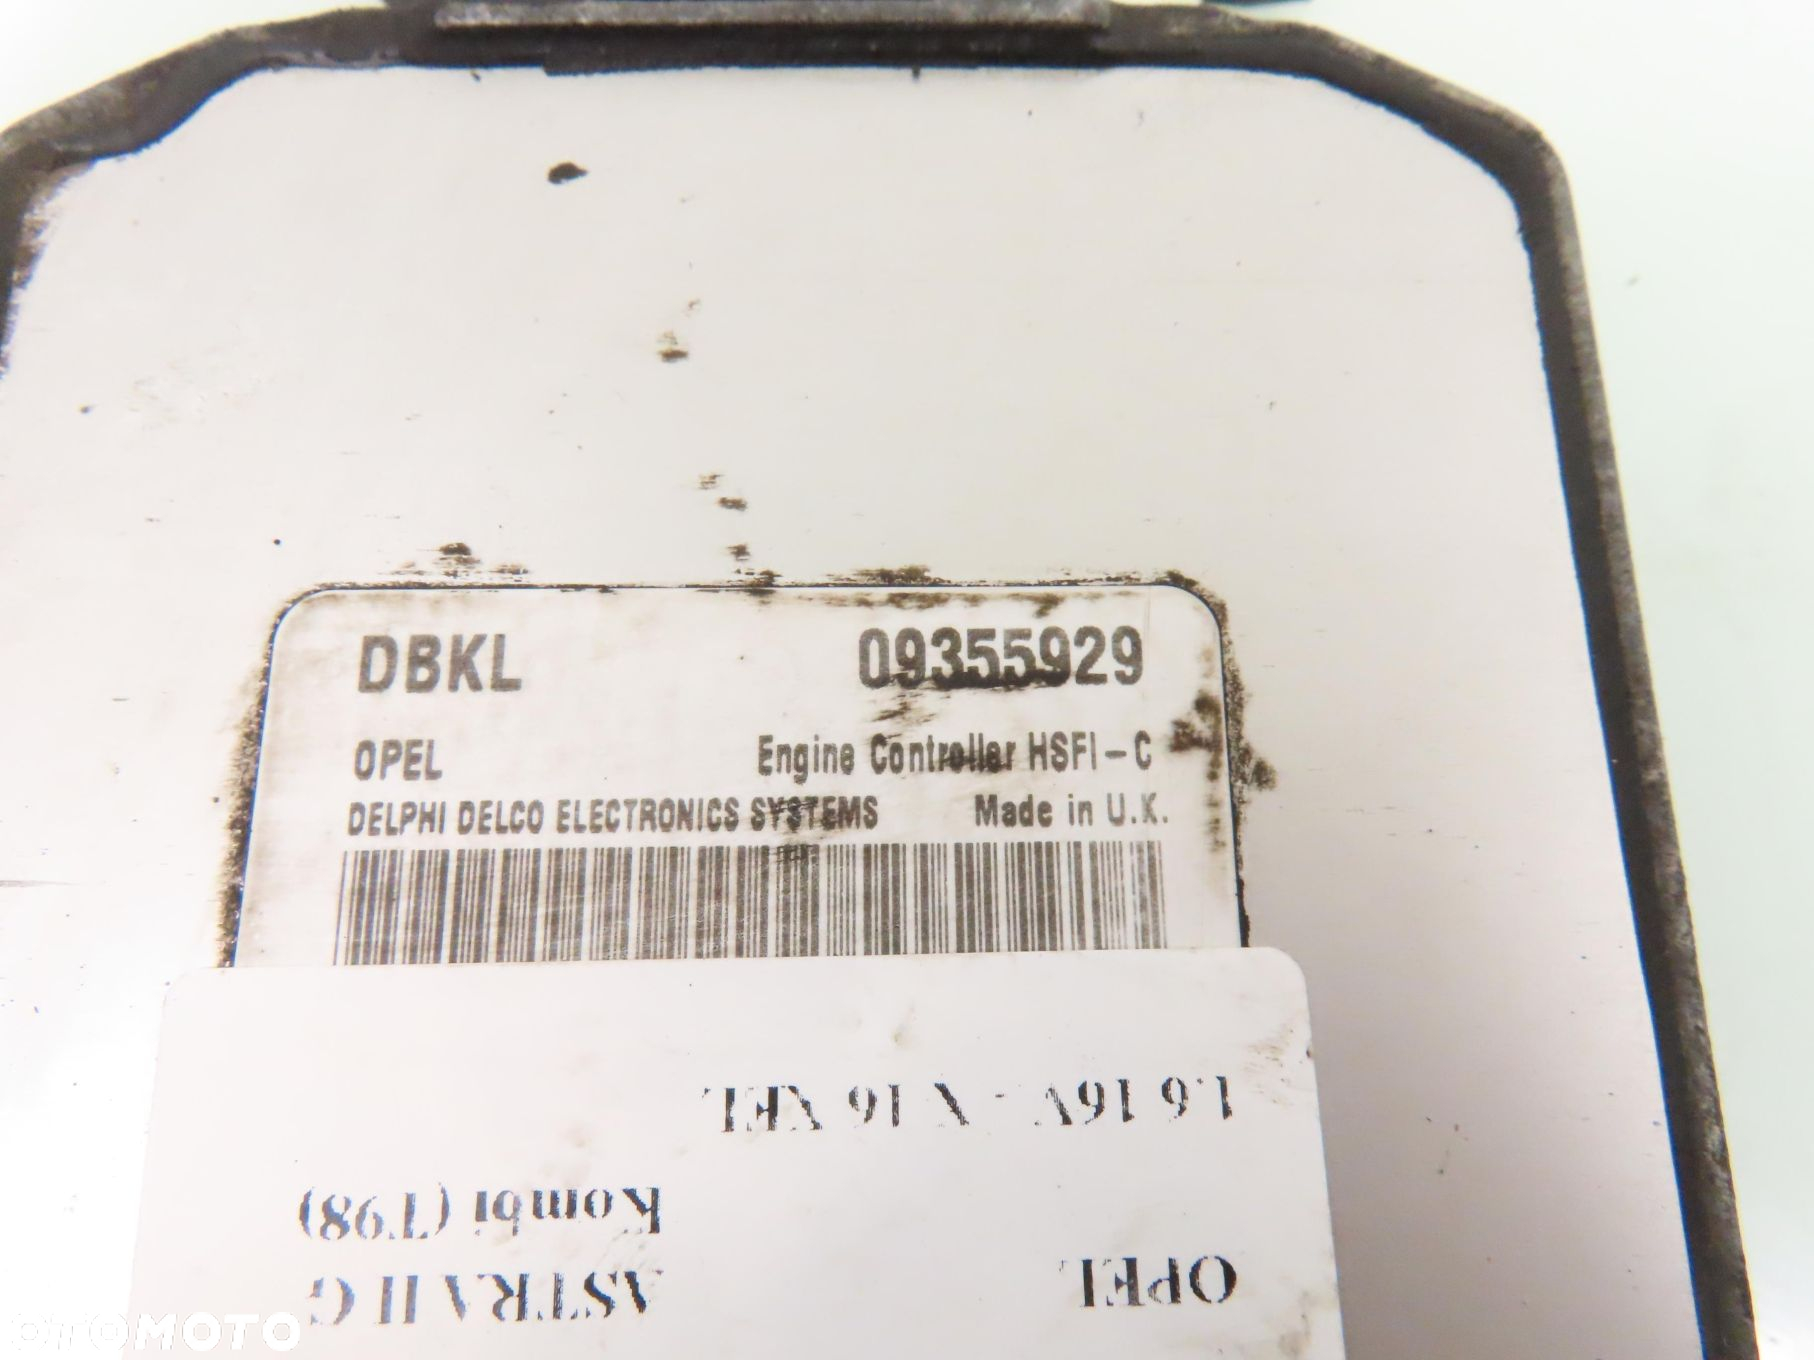 DBKL 09355929
OPEL Engine Controller HSFI-C
DELPHI DELCO ELECTRONICS SYSTEMS Made in U.K.
OPEL ASTRA II G
Kombi (T98)
1.6 16V - X 16 XEL
OTOMOTO